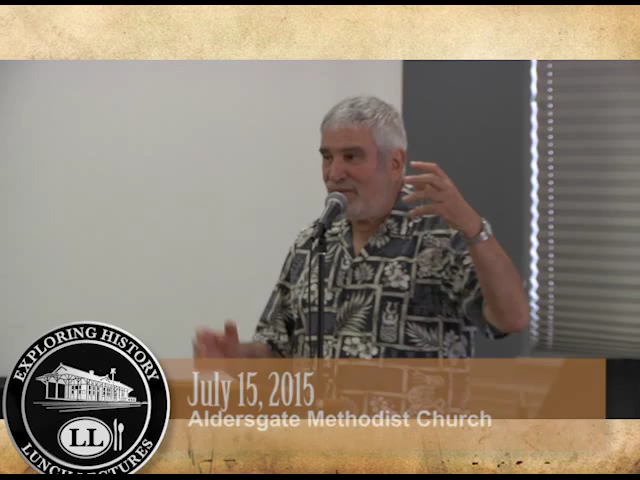 July 15, 2015
Aldersgate Methodist Church
EXPLORING HISTORY
LL
LUNCH LECTURES